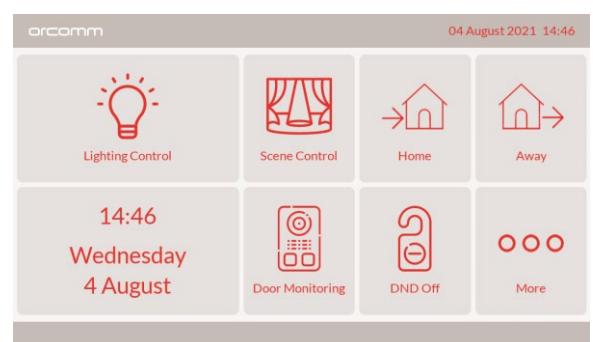 orcomm
04 August 2021 14:46
Lighting Control
Scene Control
Home
Away
14:46
Wednesday
4 August
Door Monitoring
DND Off
More